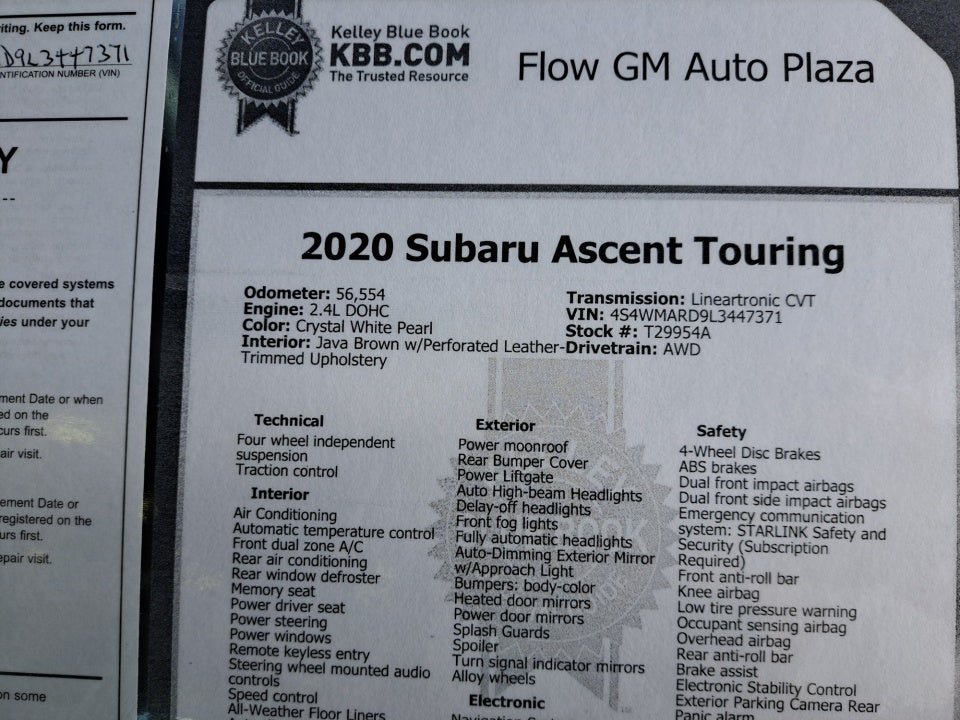 iting. Keep this form.
D9L3447371
NTIFICATION NUMBER (VIN)
Y
--
e covered systems
documents that
ies under your
ment Date or when
ed on the
curs first.
air visit.
ement Date or
registered on the
urs first.
epair visit.
on some
KELLEY
BLUE BOOK
OFFICIAL GUIDE
Kelley Blue Book
KBB.COM
The Trusted Resource
Flow GM Auto Plaza
2020 Subaru Ascent Touring
Odometer: 56,554
Engine: 2.4L DOHC
Color: Crystal White Pearl
Interior: Java Brown w/Perforated Leather-
Trimmed Upholstery
Transmission: Lineartronic CVT
VIN: 4S4WMARD9L3447371
Stock #: T29954A
Drivetrain: AWD
Technical
Four wheel independent
suspension
Traction control
Interior
Air Conditioning
Automatic temperature control
Front dual zone A/C
Rear air conditioning
Rear window defroster
Memory seat
Power driver seat
Power steering
Power windows
Remote keyless entry
Steering wheel mounted audio
controls
Speed control
All-Weather Floor Liners
Exterior
Power moonroof
Rear Bumper Cover
Power Liftgate
Auto High-beam Headlights
Delay-off headlights
Front fog lights
Fully automatic headlights
Auto-Dimming Exterior Mirror
w/Approach Light
Bumpers: body-color
Heated door mirrors
Power door mirrors
Splash Guards
Spoiler
Turn signal indicator mirrors
Alloy wheels
Electronic
Safety
4-Wheel Disc Brakes
ABS brakes
Dual front impact airbags
Dual front side impact airbags
Emergency communication
system: STARLINK Safety and
Security (Subscription
Required)
Front anti-roll bar
Knee airbag
Low tire pressure warning
Occupant sensing airbag
Overhead airbag
Rear anti-roll bar
Brake assist
Electronic Stability Control
Exterior Parking Camera Rear
Panic alarm